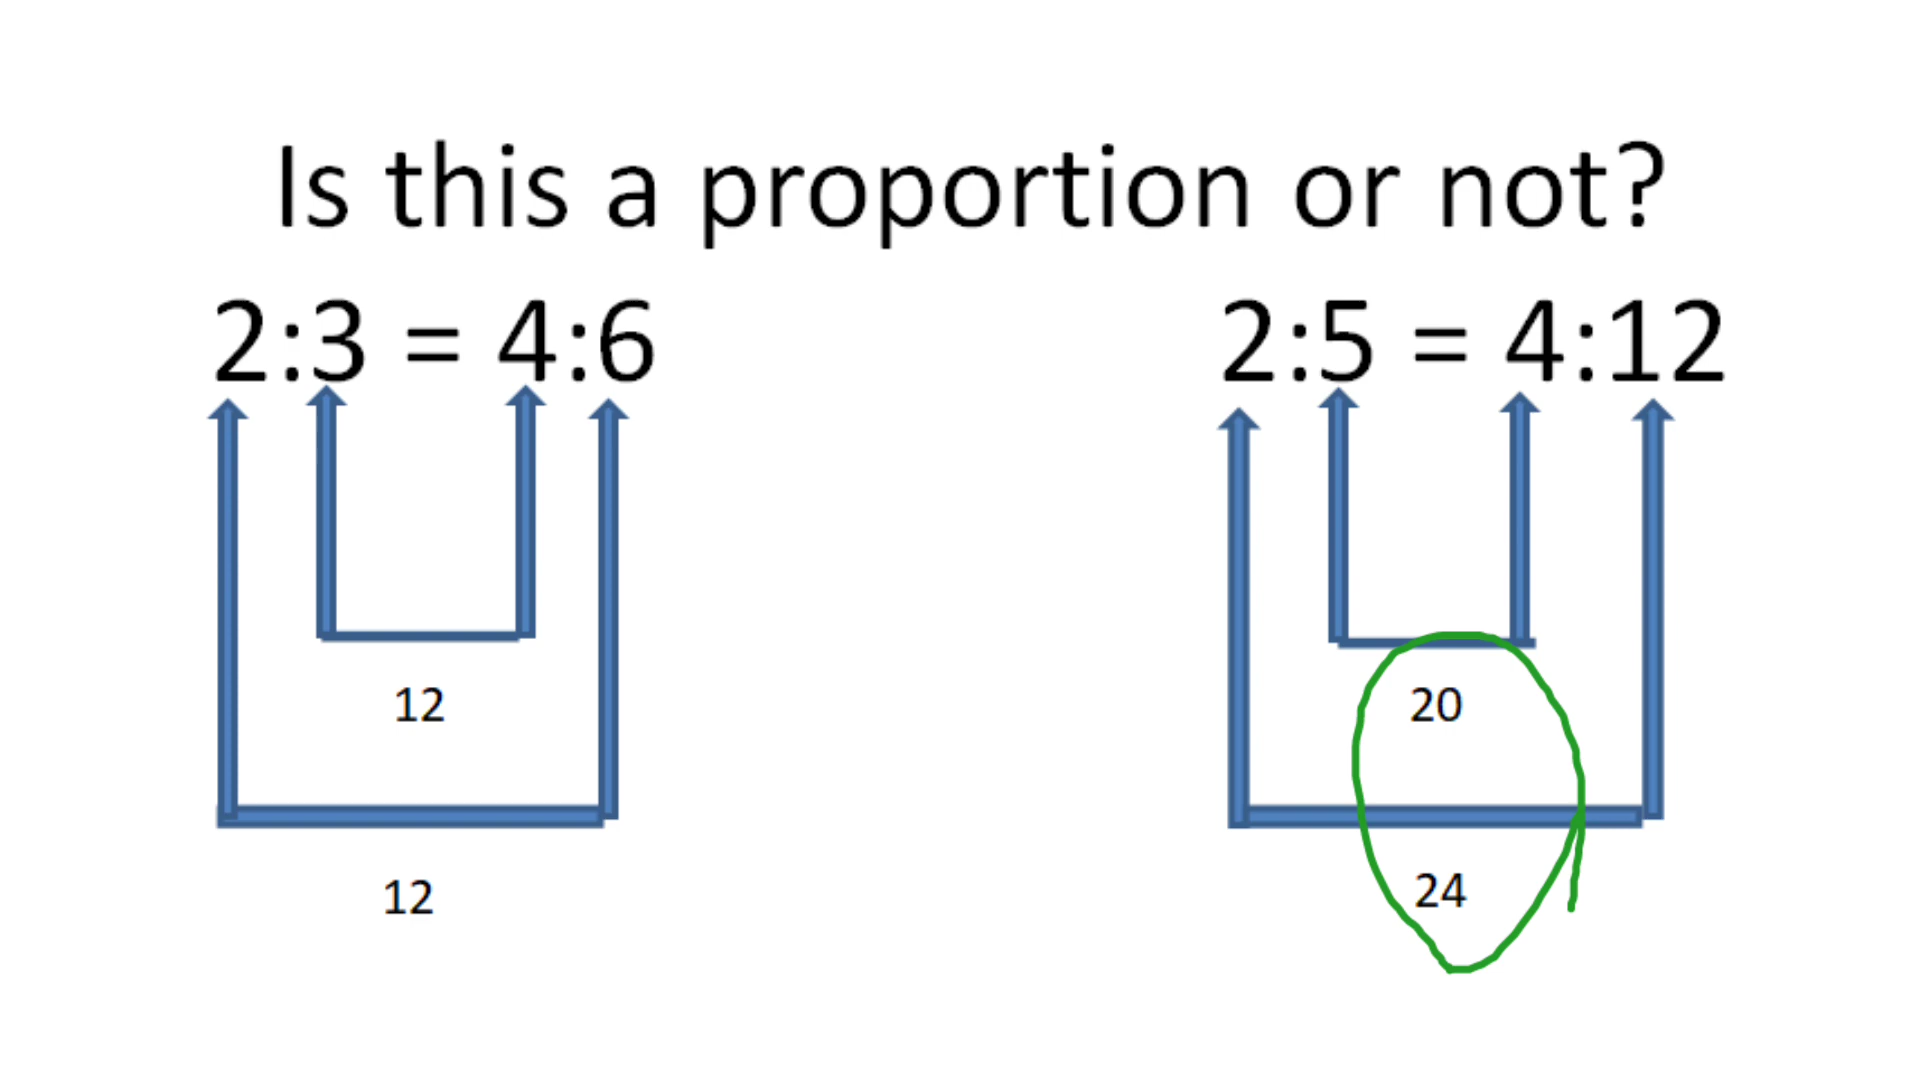 Is this a proportion or not?
2:3 = 4:6
2:5 = 4:12
12
20
12
24